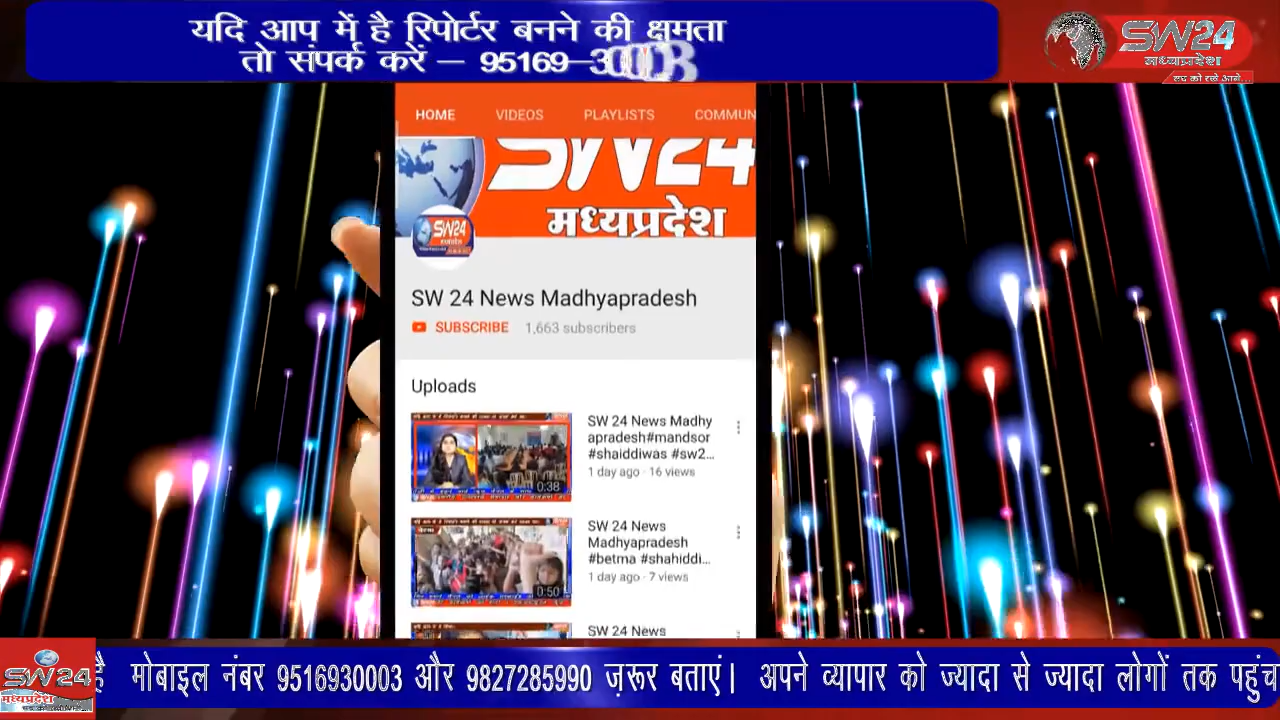 यदि आप में है रिपोर्टर बनने की क्षमता
तो संपर्क करें – 95169–30003
SW24
मध्यप्रदेश
HOME VIDEOS PLAYLISTS COMMUN
SW24
मध्यप्रदेश
SW24
SW 24 News Madhyapradesh
SUBSCRIBE 1,663 subscribers
Uploads
SW 24 News Madhy
apradesh#mandsor
#shaiddiwas #sw2...
1 day ago · 16 views
0:38
SW 24 News
Madhyapradesh
#betma #shahiddi...
1 day ago · 7 views
0:50
SW 24 News
SW24
मध्यप्रदेश
है मोबाइल नंबर 9516930003 और 9827285990 ज़रूर बताएं। अपने व्यापार को ज्यादा से ज्यादा लोगों तक पहुंच